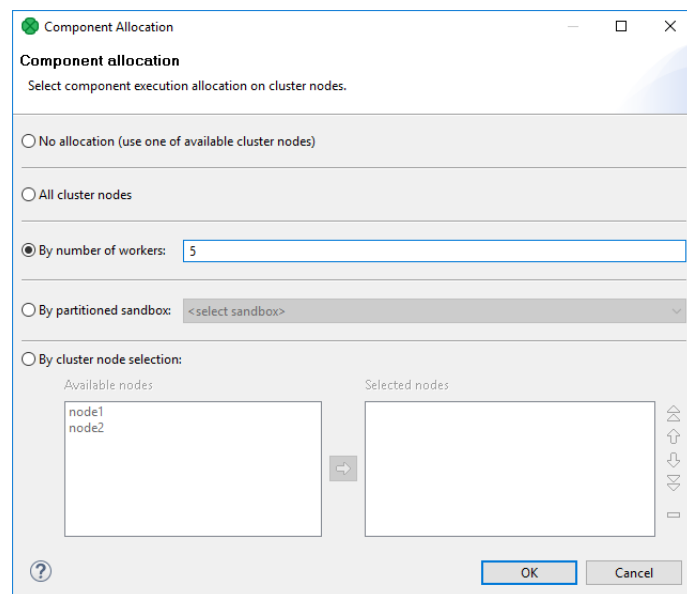 Component Allocation
Component allocation
Select component execution allocation on cluster nodes.
No allocation (use one of available cluster nodes)
All cluster nodes
By number of workers: 5
By partitioned sandbox: <select sandbox>
By cluster node selection:
Available nodes Selected nodes
node1
node2
?
OK Cancel